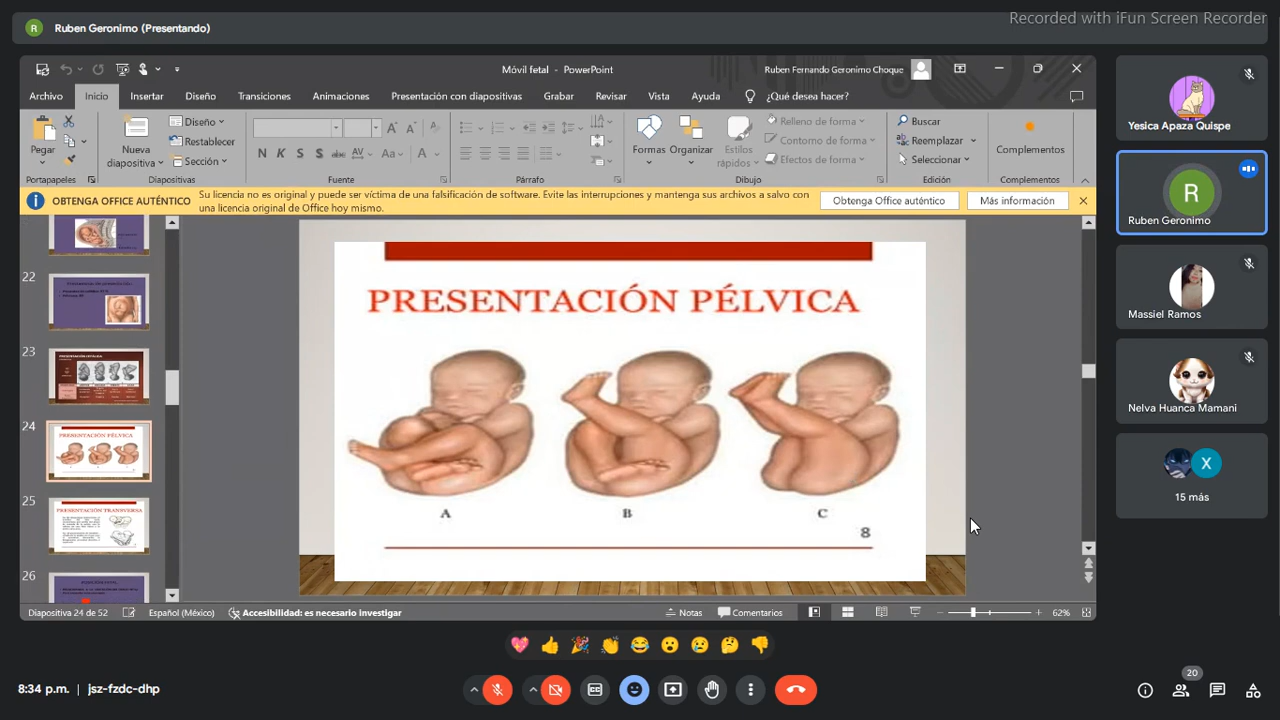 Recorded with iFun Screen Recorder
R Ruben Geronimo (Presentando)
Móvil fetal - PowerPoint
Ruben Fernando Geronimo Choque
Archivo Inicio Insertar Diseño Transiciones Animaciones Presentación con diapositivas Grabar Revisar Vista Ayuda ¿Qué desea hacer?
Pegar
Portapapeles
Nueva diapositiva
Diseño
Restablecer
Sección
Diapositivas
N K S S abc AV Aa A
Fuente
Párrafo
Formas
Organizar
Estilos rápidos
Relleno de forma
Contorno de forma
Efectos de forma
Dibujo
Buscar
Reemplazar
Seleccionar
Edición
Complementos
Complementos
OBTENGA OFFICE AUTÉNTICO
Su licencia no es original y puede ser víctima de una falsificación de software. Evite las interrupciones y mantenga sus archivos a salvo con
una licencia original de Office hoy mismo.
Obtenga Office auténtico
Más información
22
23
24
PRESENTACIÓN PÉLVICA
25
PRESENTACIÓN TRANSVERSA
26
PRESENTACIÓN PÉLVICA
A B C
8
Diapositiva 24 de 52
Español (México)
Accesibilidad: es necesario investigar
Notas
Comentarios
62%
Yesica Apaza Quispe
R
Ruben Geronimo
Massiel Ramos
Nelva Huanca Mamani
X
15 más
8:34 p.m. | jsz-fzdc-dhp
20